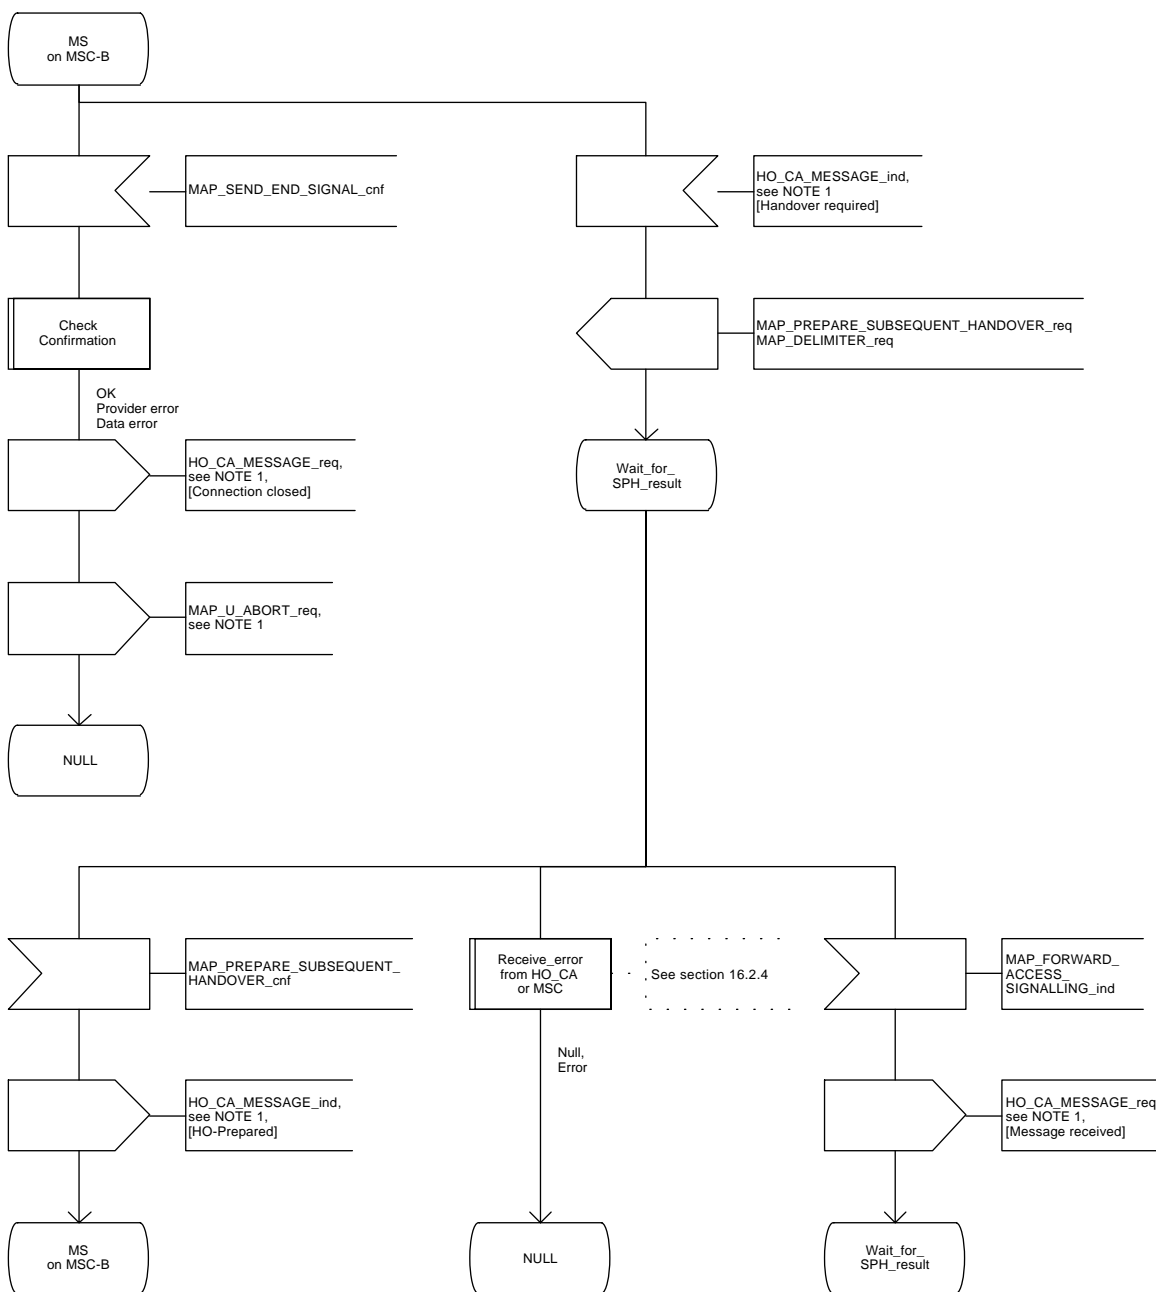 MS
on MSC-B
MAP_SEND_END_SIGNAL_cnf
HO_CA_MESSAGE_ind,
see NOTE 1
[Handover required]
Check
Confirmation
MAP_PREPARE_SUBSEQUENT_HANDOVER_req
MAP_DELIMITER_req
OK
Provider error
Data error
HO_CA_MESSAGE_req,
see NOTE 1,
[Connection closed]
Wait_for_
SPH_result
MAP_U_ABORT_req,
see NOTE 1
NULL
MAP_PREPARE_SUBSEQUENT_
HANDOVER_cnf
Receive_error
from HO_CA
or MSC
See section 16.2.4
MAP_FORWARD_
ACCESS_
SIGNALLING_ind
Null,
Error
HO_CA_MESSAGE_ind,
see NOTE 1,
[HO-Prepared]
HO_CA_MESSAGE_req
see NOTE 1,
[Message received]
MS
on MSC-B
NULL
Wait_for_
SPH_result